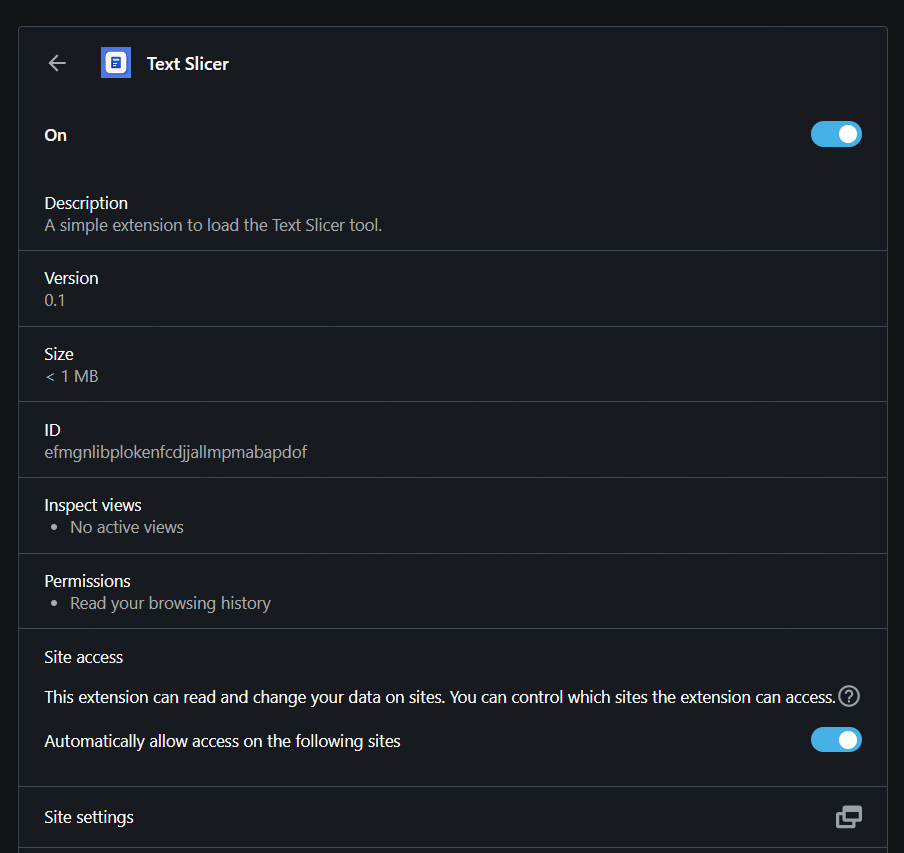 Text Slicer
On
Description
A simple extension to load the Text Slicer tool.
Version
0.1
Size
< 1 MB
ID
efmgnlibplokenfcdjjallmpmabapdof
Inspect views
• No active views
Permissions
• Read your browsing history
Site access
This extension can read and change your data on sites. You can control which sites the extension can access.
Automatically allow access on the following sites
Site settings